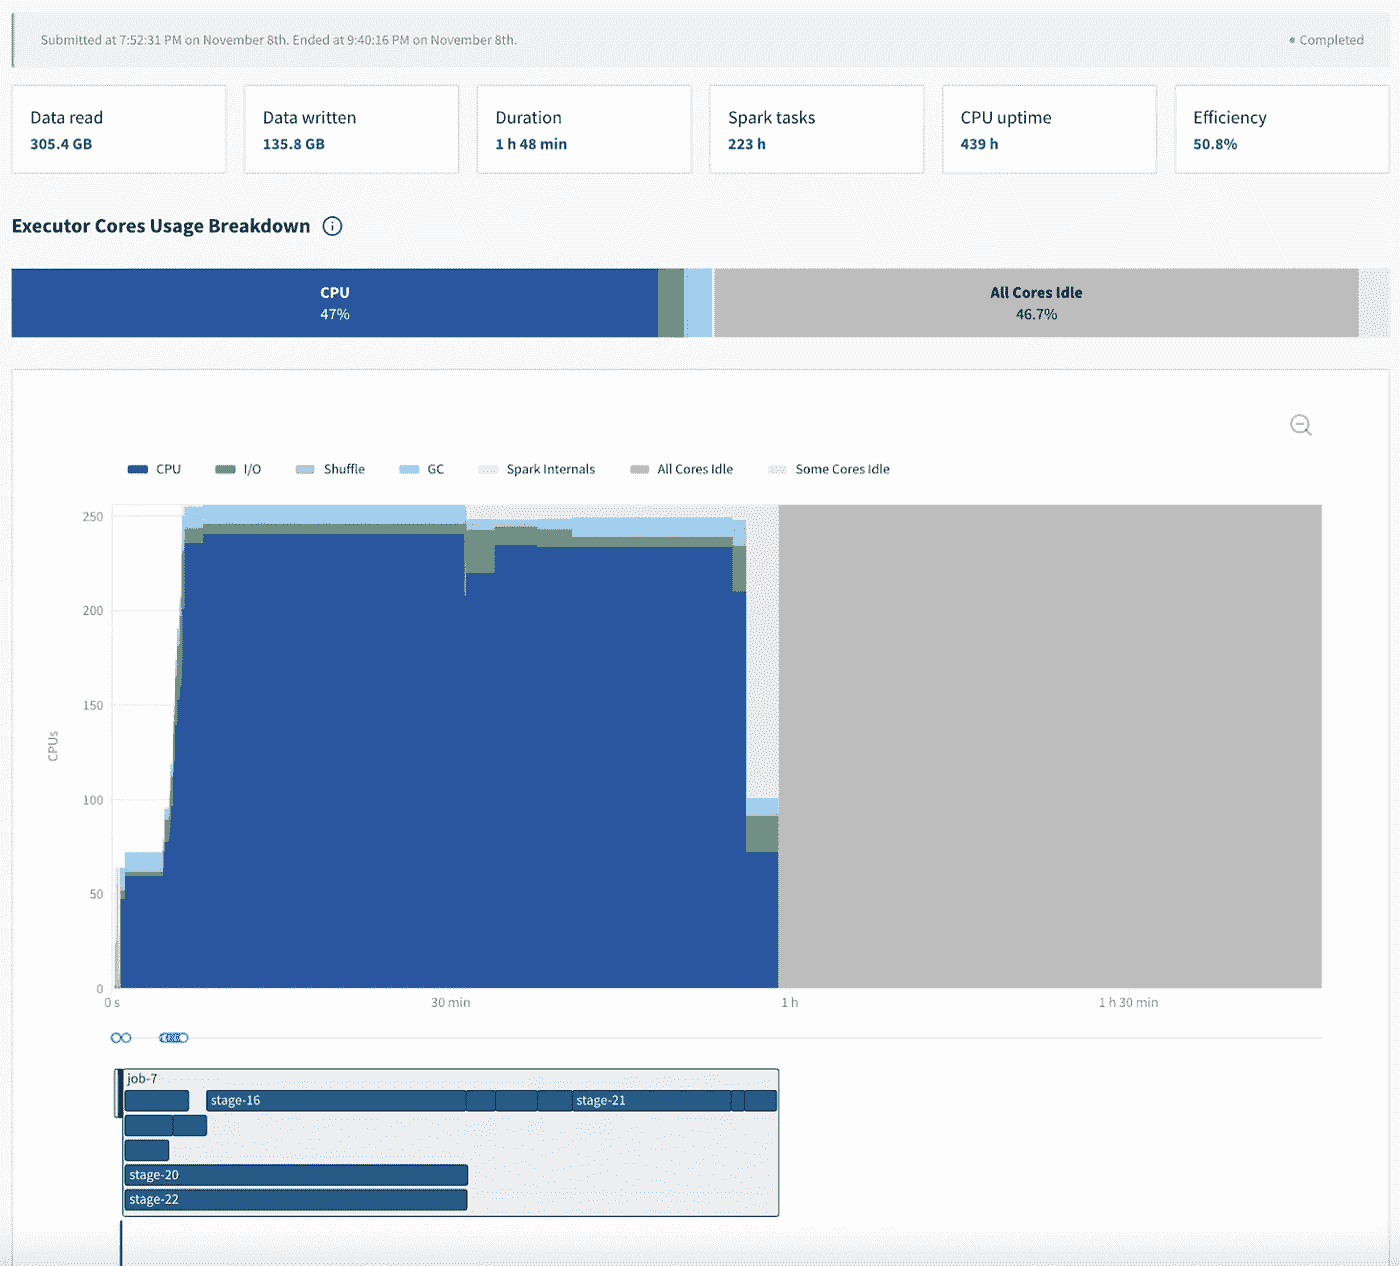 Submitted at 7:52:31 PM on November 8th. Ended at 9:40:16 PM on November 8th.
Completed
Data read
305.4 GB
Data written
135.8 GB
Duration
1 h 48 min
Spark tasks
223 h
CPU uptime
439 h
Efficiency
50.8%
Executor Cores Usage Breakdown
CPU
47%
All Cores Idle
46.7%
CPU I/O Shuffle GC Spark Internals All Cores Idle Some Cores Idle
250
200
150
100
50
0
CPUs
0 s 30 min 1 h 1 h 30 min
job-7
stage-16 stage-21
stage-20
stage-22